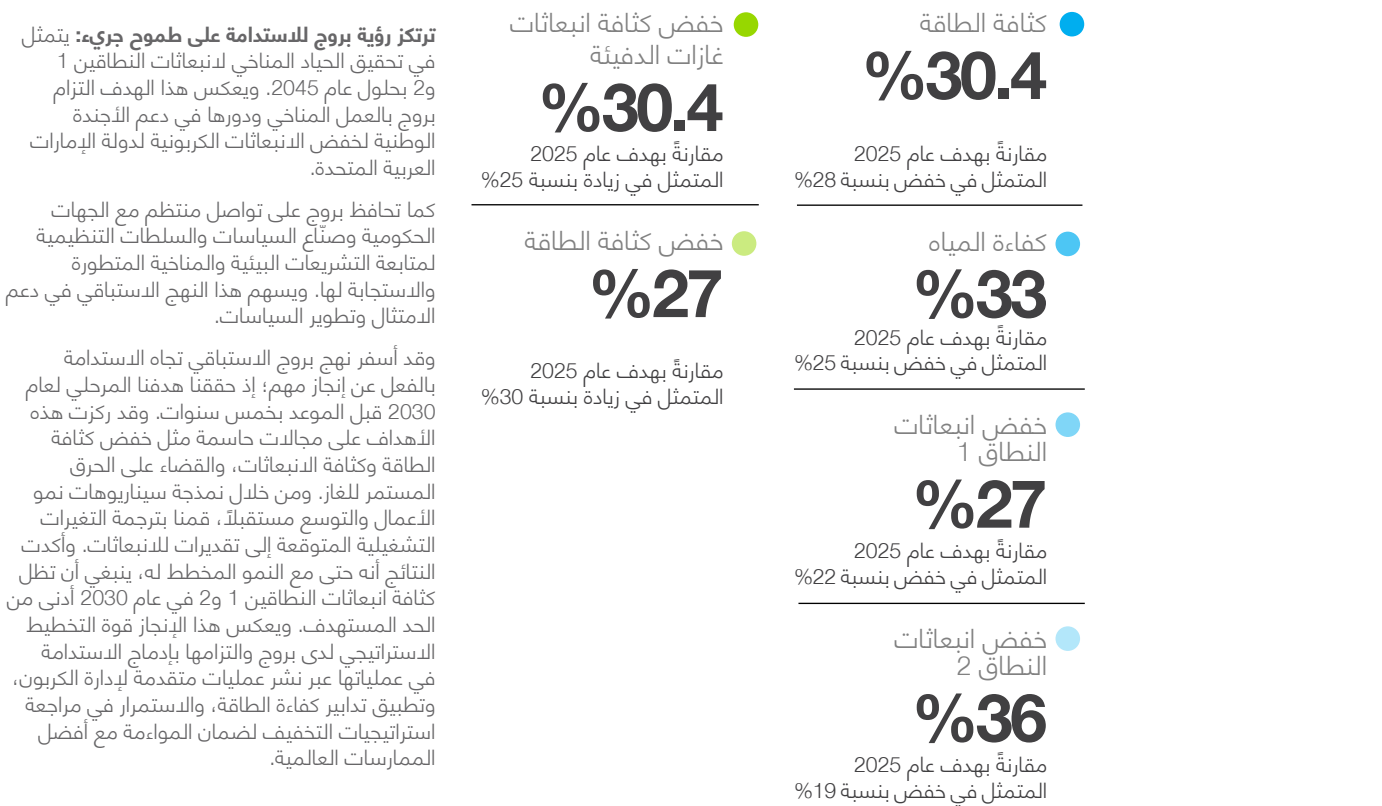 كثافة الطاقة
%30.4
مقارنةً بهدف عام 2025
المتمثل في خفض بنسبة 28%
كفاءة المياه
%33
مقارنةً بهدف عام 2025
المتمثل في خفض بنسبة 25%
خفض انبعاثات
النطاق 1
%27
مقارنةً بهدف عام 2025
المتمثل في خفض بنسبة 22%
خفض انبعاثات
النطاق 2
%36
مقارنةً بهدف عام 2025
المتمثل في خفض بنسبة 19%
خفض كثافة انبعاثات
غازات الدفيئة
%30.4
مقارنةً بهدف عام 2025
المتمثل في زيادة بنسبة 25%
خفض كثافة الطاقة
%27
مقارنةً بهدف عام 2025
المتمثل في زيادة بنسبة 30%
ترتكز رؤية بروج للاستدامة على طموح جريء: يتمثل
في تحقيق الحياد المناخي لانبعاثات النطاقين 1
و2 بحلول عام 2045. ويعكس هذا الهدف التزام
بروج بالعمل المناخي ودورها في دعم الأجندة
الوطنية لخفض الانبعاثات الكربونية لدولة الإمارات
العربية المتحدة.
كما تحافظ بروج على تواصل منتظم مع الجهات
الحكومية وصنّاع السياسات والسلطات التنظيمية
لمتابعة التشريعات البيئية والمناخية المتطورة
والاستجابة لها. ويسهم هذا النهج الاستباقي في دعم
الامتثال وتطوير السياسات.
وقد أسفر نهج بروج الاستباقي تجاه الاستدامة
بالفعل عن إنجاز مهم؛ إذ حققنا هدفنا المرحلي لعام
2030 قبل الموعد بخمس سنوات. وقد ركزت هذه
الأهداف على مجالات حاسمة مثل خفض كثافة
الطاقة وكثافة الانبعاثات، والقضاء على الحرق
المستمر للغاز. ومن خلال نمذجة سيناريوهات نمو
الأعمال والتوسع مستقبلاً، قمنا بترجمة التغيرات
التشغيلية المتوقعة إلى تقديرات للانبعاثات. وأكدت
النتائج أنه حتى مع النمو المخطط له، ينبغي أن تظل
كثافة انبعاثات النطاقين 1 و2 في عام 2030 أدنى من
الحد المستهدف. ويعكس هذا الإنجاز قوة التخطيط
الاستراتيجي لدى بروج والتزامها بإدماج الاستدامة
في عملياتها عبر نشر عمليات متقدمة لإدارة الكربون،
وتطبيق تدابير كفاءة الطاقة، والاستمرار في مراجعة
استراتيجيات التخفيف لضمان المواءمة مع أفضل
الممارسات العالمية.